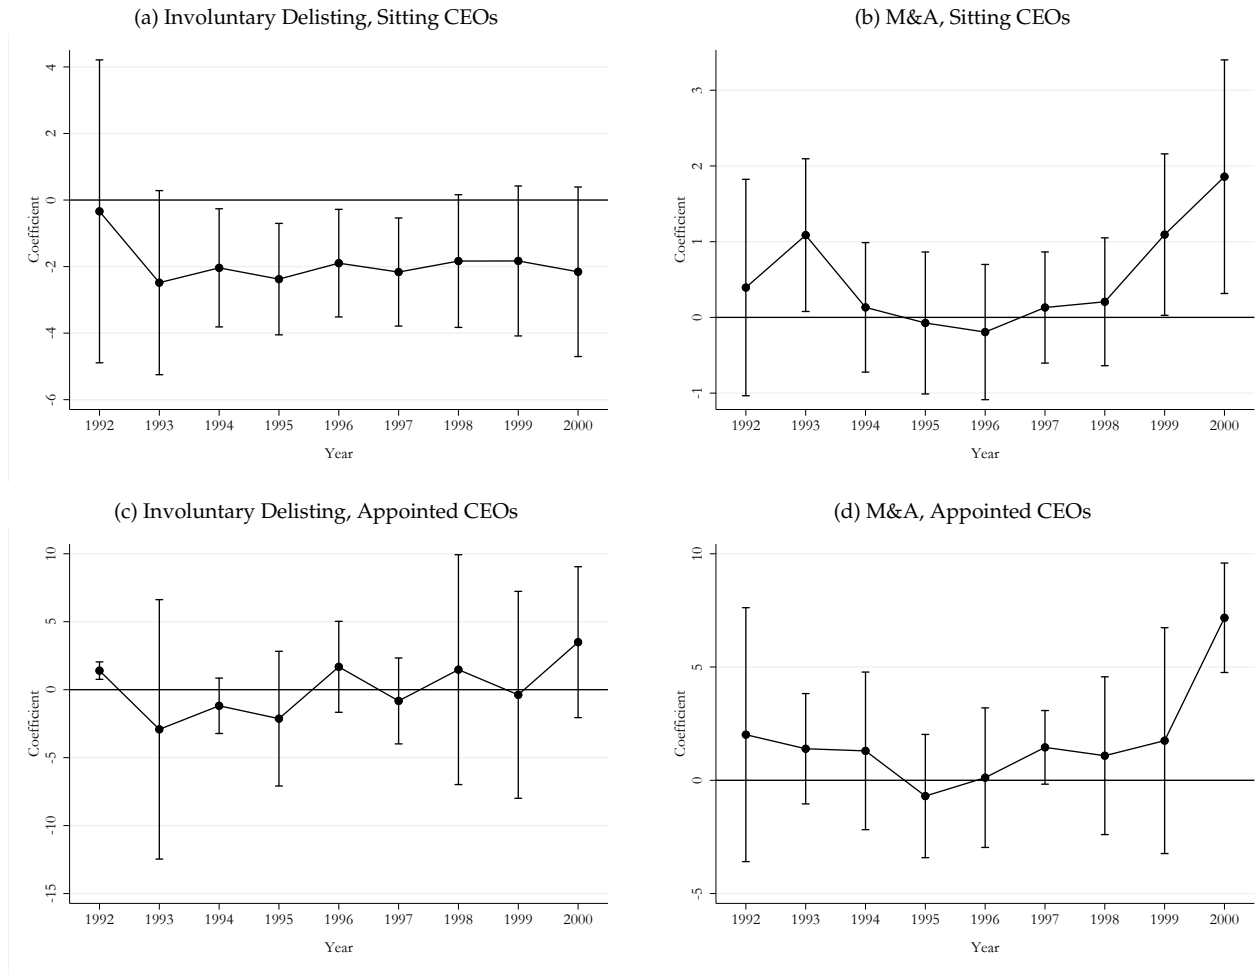 (a) Involuntary Delisting, Sitting CEOs
4
2
0
-2
-4
-6
Coefficient
1992 1993 1994 1995 1996 1997 1998 1999 2000
Year
(b) M&A, Sitting CEOs
3
2
1
0
-1
Coefficient
1992 1993 1994 1995 1996 1997 1998 1999 2000
Year
(c) Involuntary Delisting, Appointed CEOs
10
5
0
-5
-10
-15
Coefficient
1992 1993 1994 1995 1996 1997 1998 1999 2000
Year
(d) M&A, Appointed CEOs
10
5
0
-5
Coefficient
1992 1993 1994 1995 1996 1997 1998 1999 2000
Year